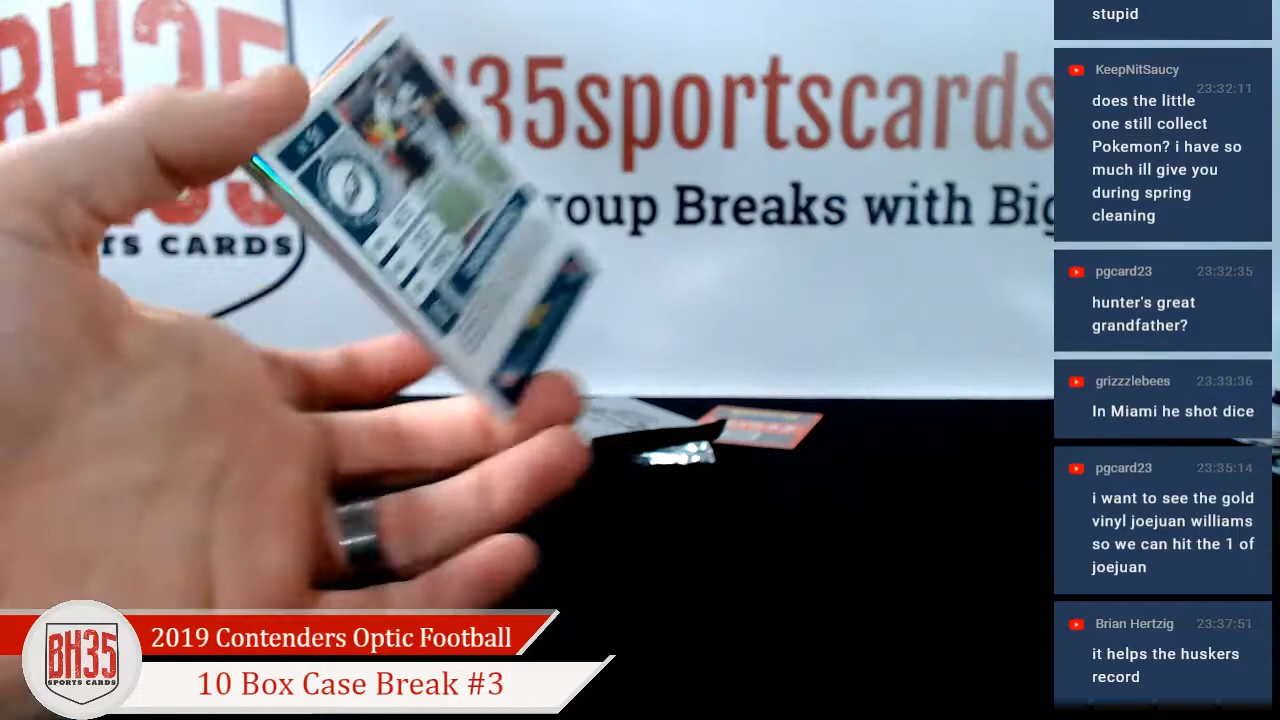 BH35
SPORTS CARDS
35sportscards
roup Breaks with Big
stupid
KeepNitSaucy
23:32:11
does the little
one still collect
Pokemon? i have so
much ill give you
during spring
cleaning
pgcard23 23:32:35
hunter's great
grandfather?
grizzzlebees 23:33:36
In Miami he shot dice
pgcard23 23:35:14
i want to see the gold
vinyl joejuan williams
so we can hit the 1 of
joejuan
Brian Hertzig 23:37:51
it helps the huskers
record
2019 Contenders Optic Football
10 Box Case Break #3
BH35
SPORTS CARDS